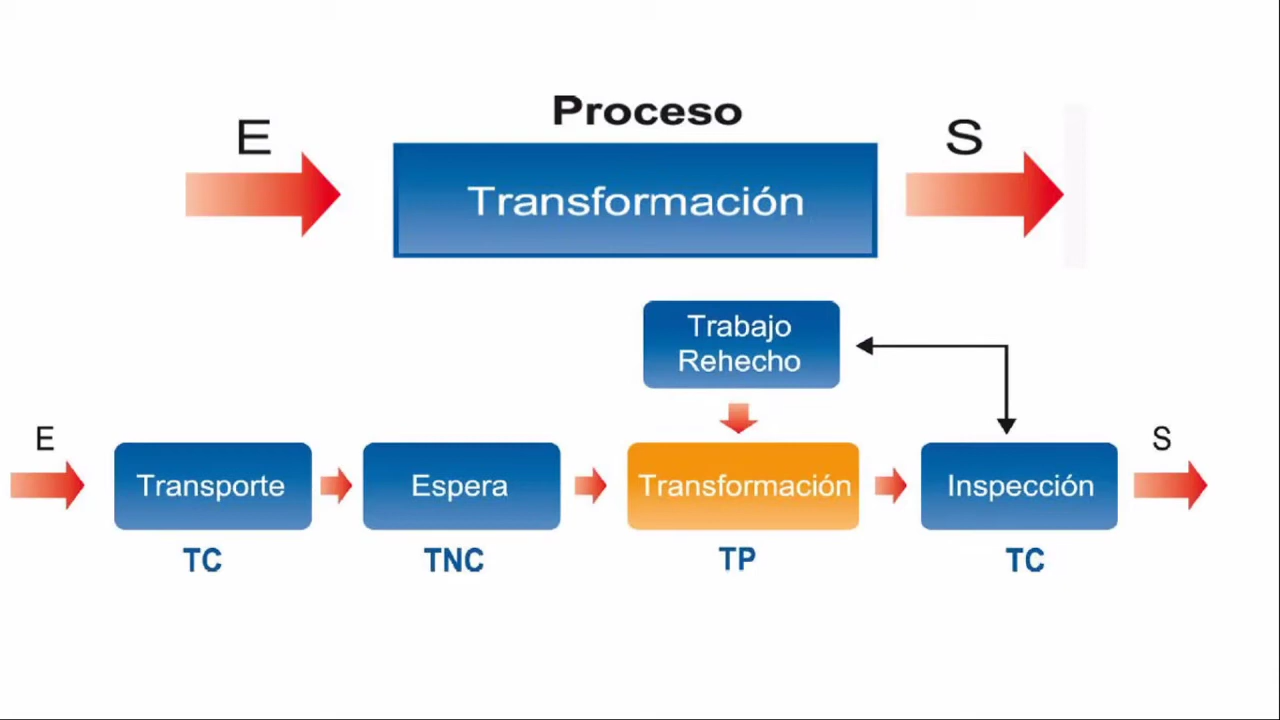 Proceso
E
Transformación
S
Trabajo
Rehecho
E
Transporte
Espera
Transformación
Inspección
S
TC
TNC
TP
TC